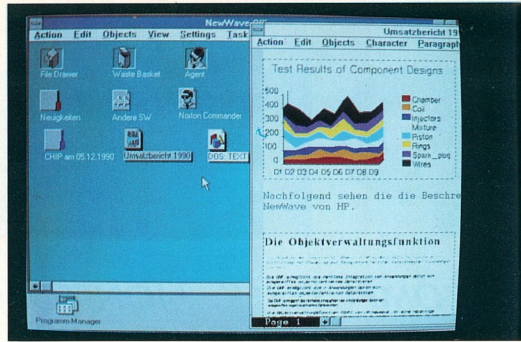 NewWave Off
Action Edit Objects View Settings Task
File Drawer
Waste Basket
Agent
Neuigkeiten
Andere SW
Norton Commander
CHIP am 05.12.1990
Umsatzbericht 1990
DOS TEXT
Programm-Manager
Umsatzbericht 19
Action Edit Objects Character Paragraph
Test Results of Component Designs
500
400
300
200
100
0
D1 D2 D3 D4 D5 D6 D7 D8 D9
Chamber
Coil
Injectors
Mixture
Piston
Rings
Spark_plug
Wires
Nachfolgend sehen die die Beschre
NewWave von HP.
Die Objektverwaltungsfunktion
Page 1